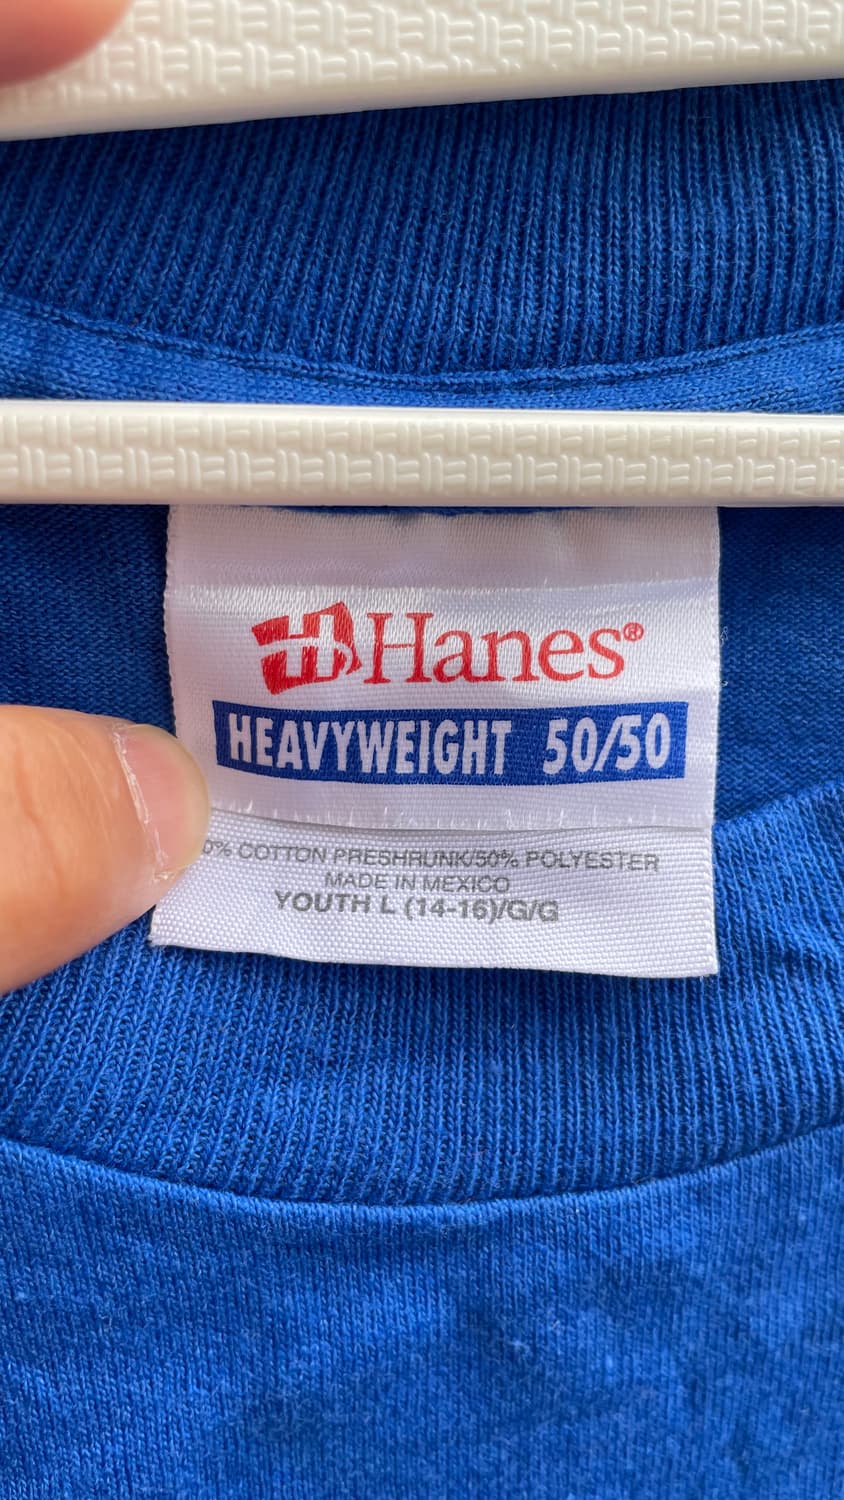 Hanes®
HEAVYWEIGHT 50/50
0% COTTON PRESHRUNK/50% POLYESTER
MADE IN MEXICO
YOUTH L (14-16)/G/G